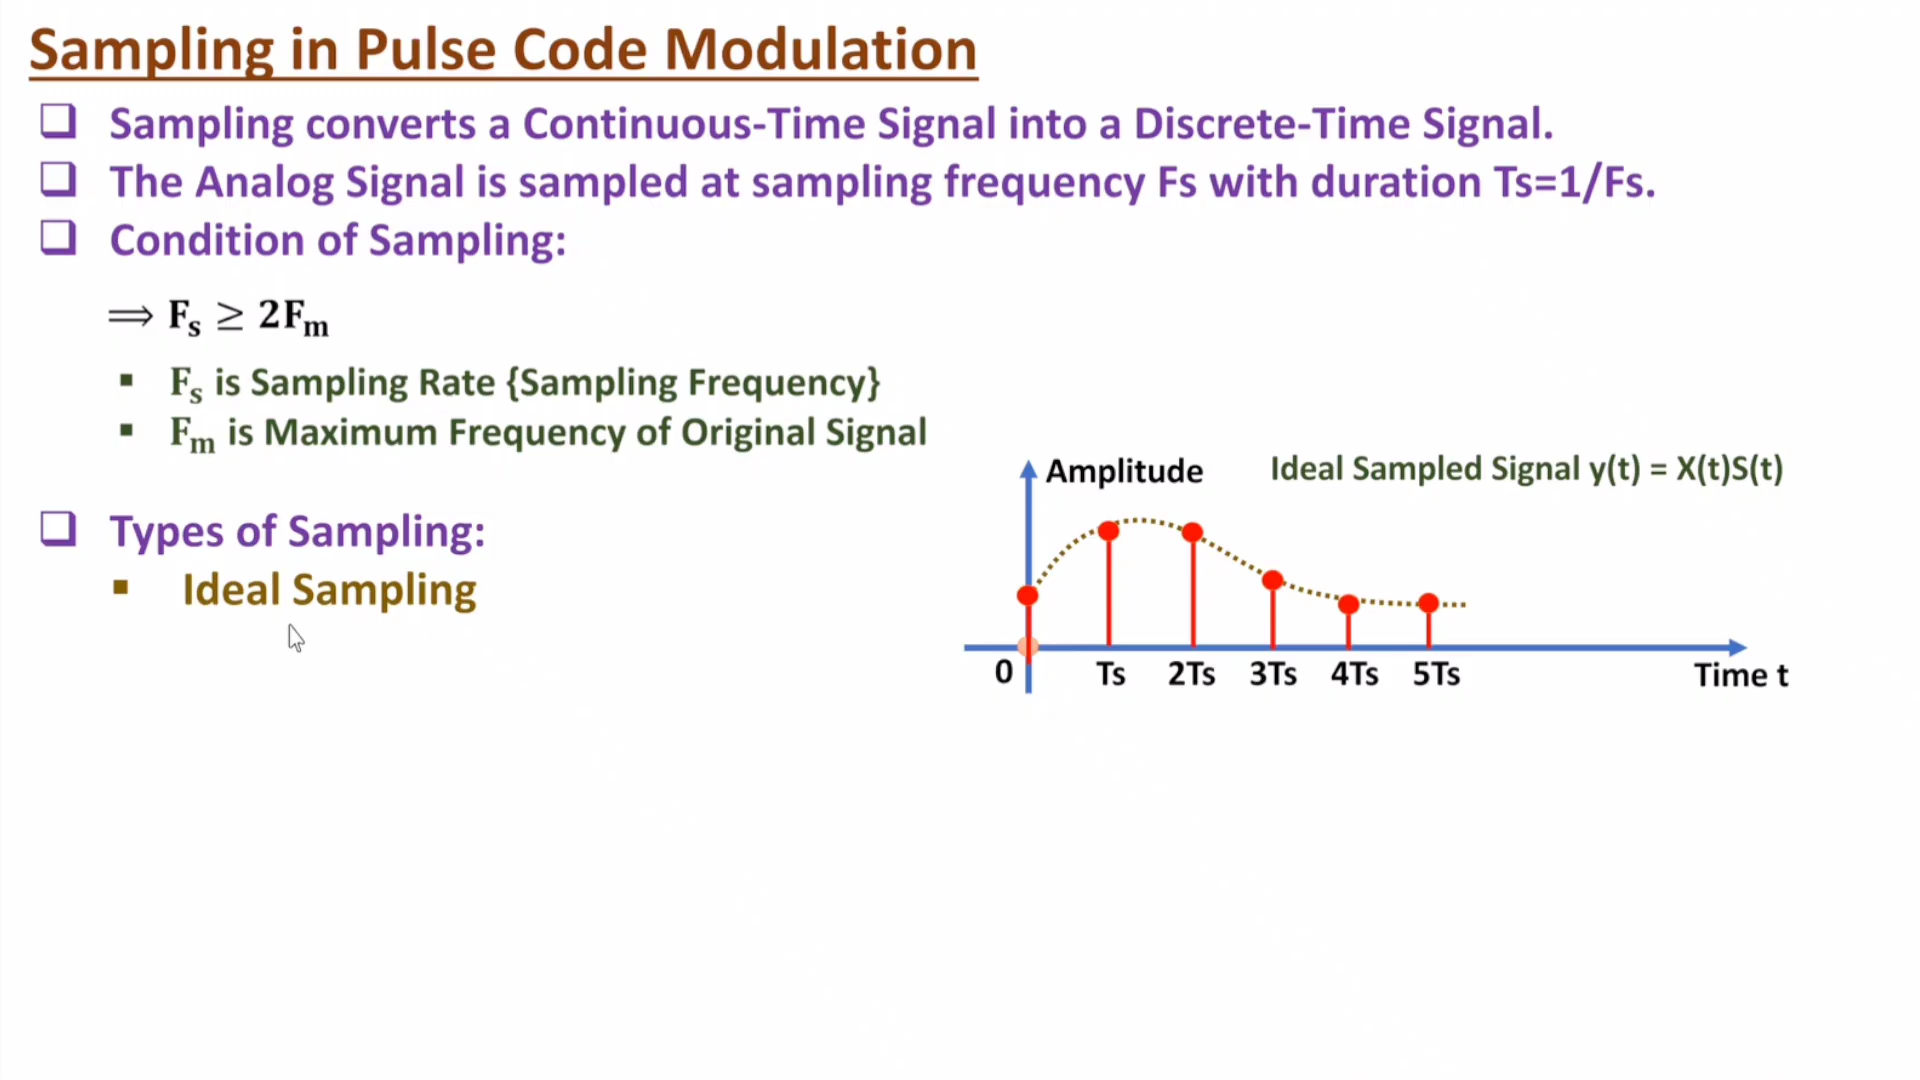 Sampling in Pulse Code Modulation
Sampling converts a Continuous-Time Signal into a Discrete-Time Signal.
The Analog Signal is sampled at sampling frequency Fs with duration Ts=1/Fs.
Condition of Sampling:
⟹ Fₛ ≥ 2Fₘ
Fₛ is Sampling Rate {Sampling Frequency}
Fₘ is Maximum Frequency of Original Signal
Types of Sampling:
Ideal Sampling
Amplitude
Ideal Sampled Signal y(t) = X(t)S(t)
0 Ts 2Ts 3Ts 4Ts 5Ts
Time t